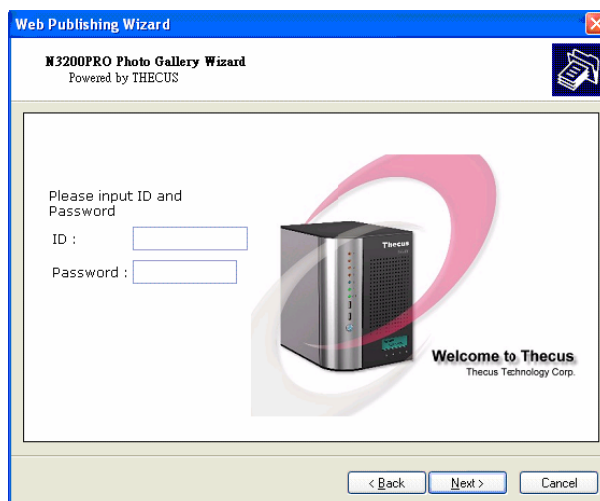 Web Publishing Wizard
N3200PRO Photo Gallery Wizard
Powered by THECUS
Please input ID and
Password
ID :
Password :
Thecus
Welcome to Thecus
Thecus Technology Corp.
< Back
Next >
Cancel